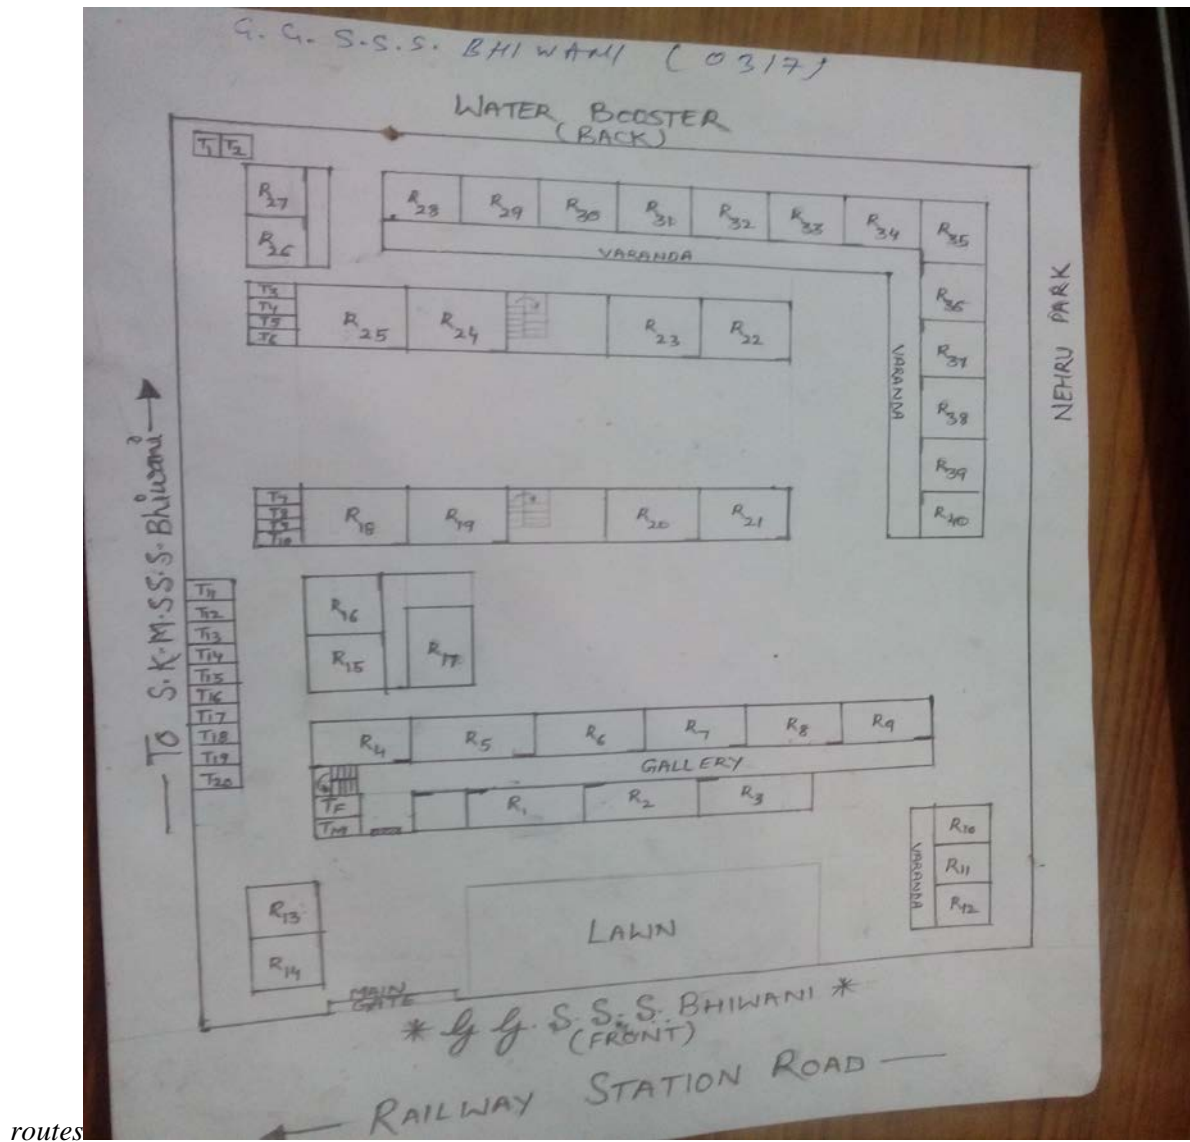 G. G. S.S.S. BHIWANI (0317)
WATER BOOSTER
(BACK)
T1 T2
R27
R26
R28 R29 R30 R31 R32 R33 R34 R35
VARANDA
R36
R37
R38
R39
R40
VARANDA
NEHRU PARK
T3
T4
T5
T6
R25 R24 R23 R22
T7
T8
T9
T10
R18 R19 R20 R21
TO S.K.M.S.S.S. Bhiwani
T11
T12
T13
T14
T15
T16
T17
T18
T19
T20
R16
R15
R17
R4 R5 R6 R7 R8 R9
GALLERY
TF
TM
R1 R2 R3
R10
R11
R12
VARANDA
R13
R14
LAWN
MAIN
GATE
* G G. S.S.S. BHIWANI *
(FRONT)
RAILWAY STATION ROAD
routes